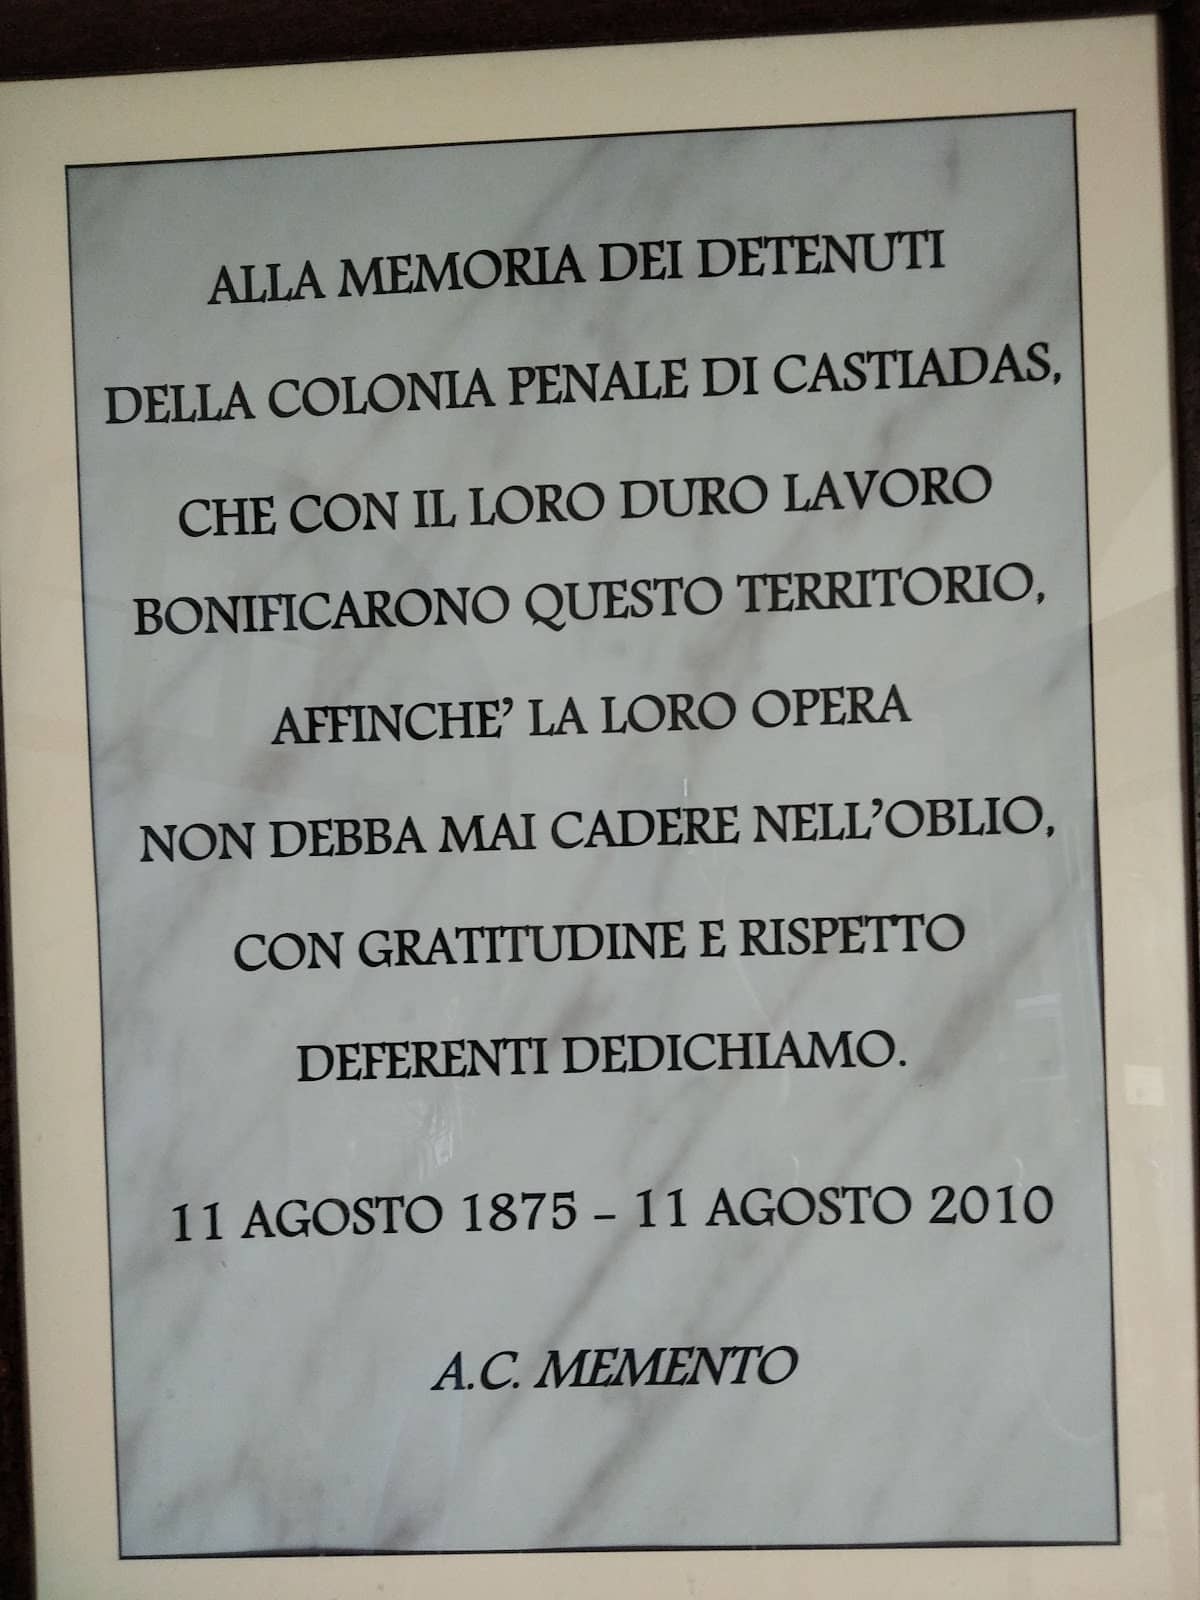 ALLA MEMORIA DEI DETENUTI
DELLA COLONIA PENALE DI CASTIADAS,
CHE CON IL LORO DURO LAVORO
BONIFICARONO QUESTO TERRITORIO,
AFFINCHE’ LA LORO OPERA
NON DEBBA MAI CADERE NELL’OBLIO,
CON GRATITUDINE E RISPETTO
DEFERENTI DEDICHIAMO.
11 AGOSTO 1875 – 11 AGOSTO 2010
A.C. MEMENTO